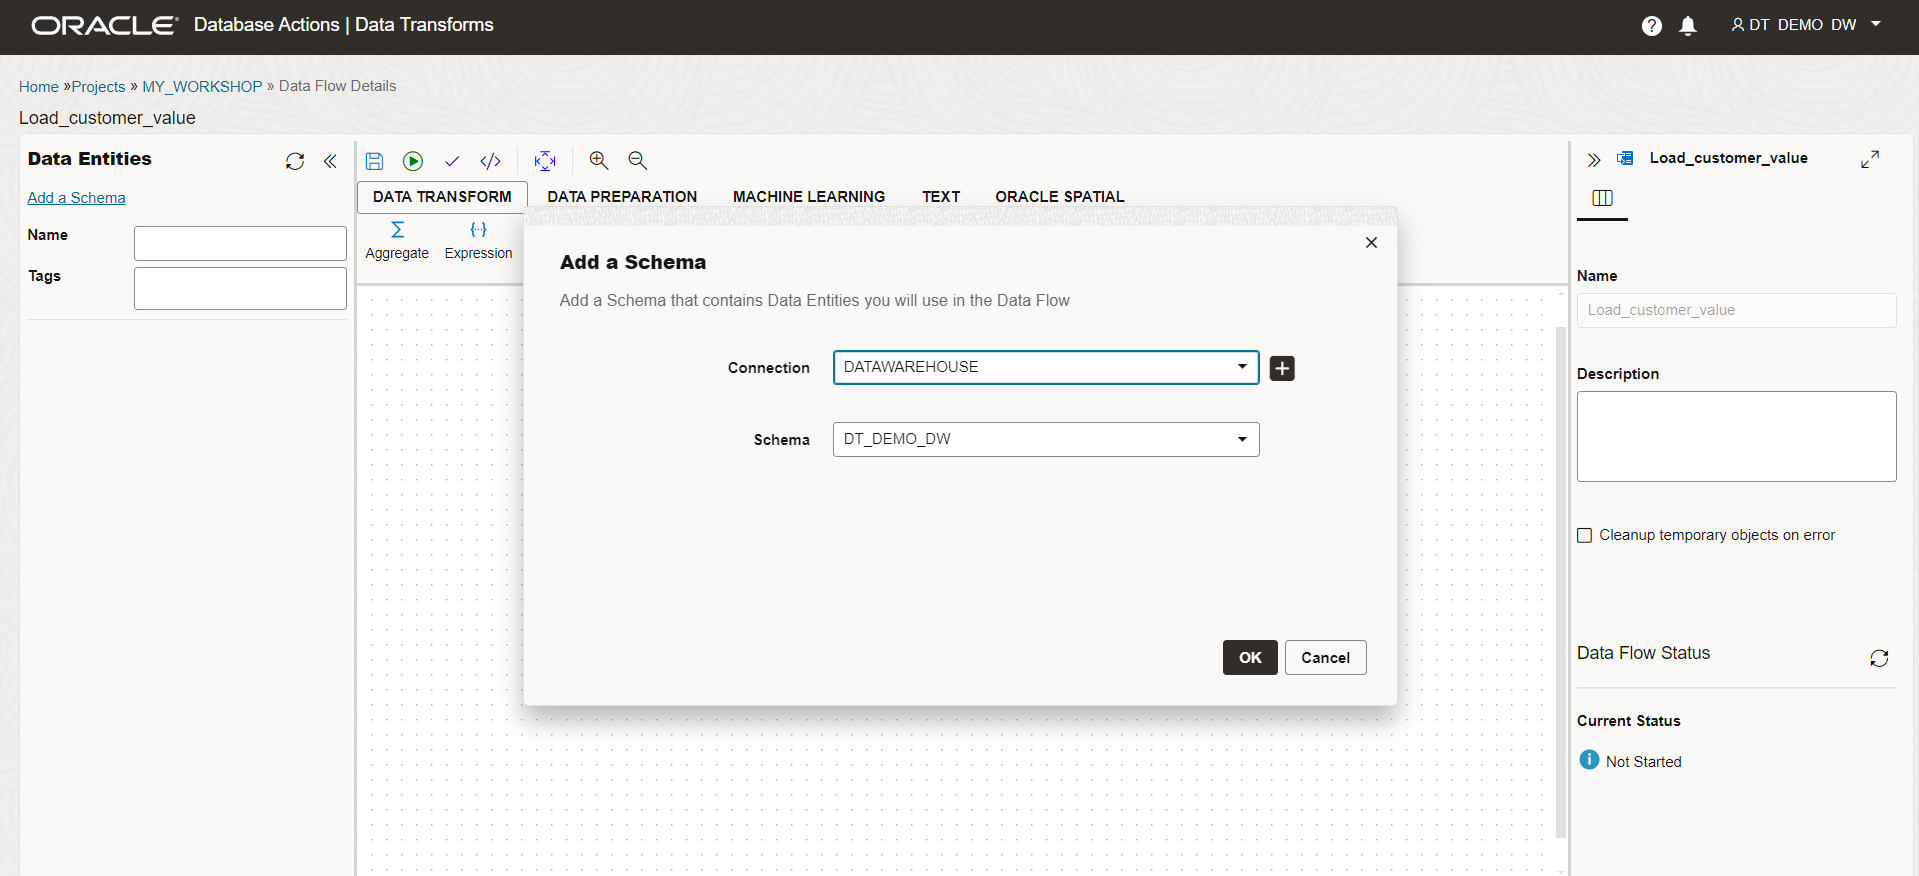 ORACLE Database Actions | Data Transforms
DT_DEMO_DW
Home »Projects » MY_WORKSHOP » Data Flow Details
Load_customer_value
Data Entities
Add a Schema
Name
Tags
DATA TRANSFORM DATA PREPARATION MACHINE LEARNING TEXT ORACLE SPATIAL
Aggregate Expression
Add a Schema
Add a Schema that contains Data Entities you will use in the Data Flow
Connection DATAWAREHOUSE
Schema DT_DEMO_DW
OK Cancel
Load_customer_value
Name
Load_customer_value
Description
Cleanup temporary objects on error
Data Flow Status
Current Status
Not Started